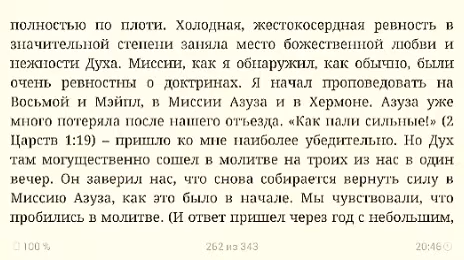 полностью по плоти. Холодная, жестокосердная ревность в
значительной степени заняла место божественной любви и
нежности Духа. Миссии, как я обнаружил, как обычно, были
очень ревностны о доктринах. Я начал проповедовать на
Восьмой и Мэйпл, в Миссии Азуза и в Хермоне. Азуза уже
много потеряла после нашего отъезда. «Как пали сильные!» (2
Царств 1:19) – пришло ко мне наиболее убедительно. Но Дух
там могущественно сошел в молитве на троих из нас в один
вечер. Он заверил нас, что снова собирается вернуть силу в
Миссию Азуза, как это было в начале. Мы чувствовали, что
пробились в молитве. (И ответ пришел через год с небольшим,
100 % 262 из 343 20:46